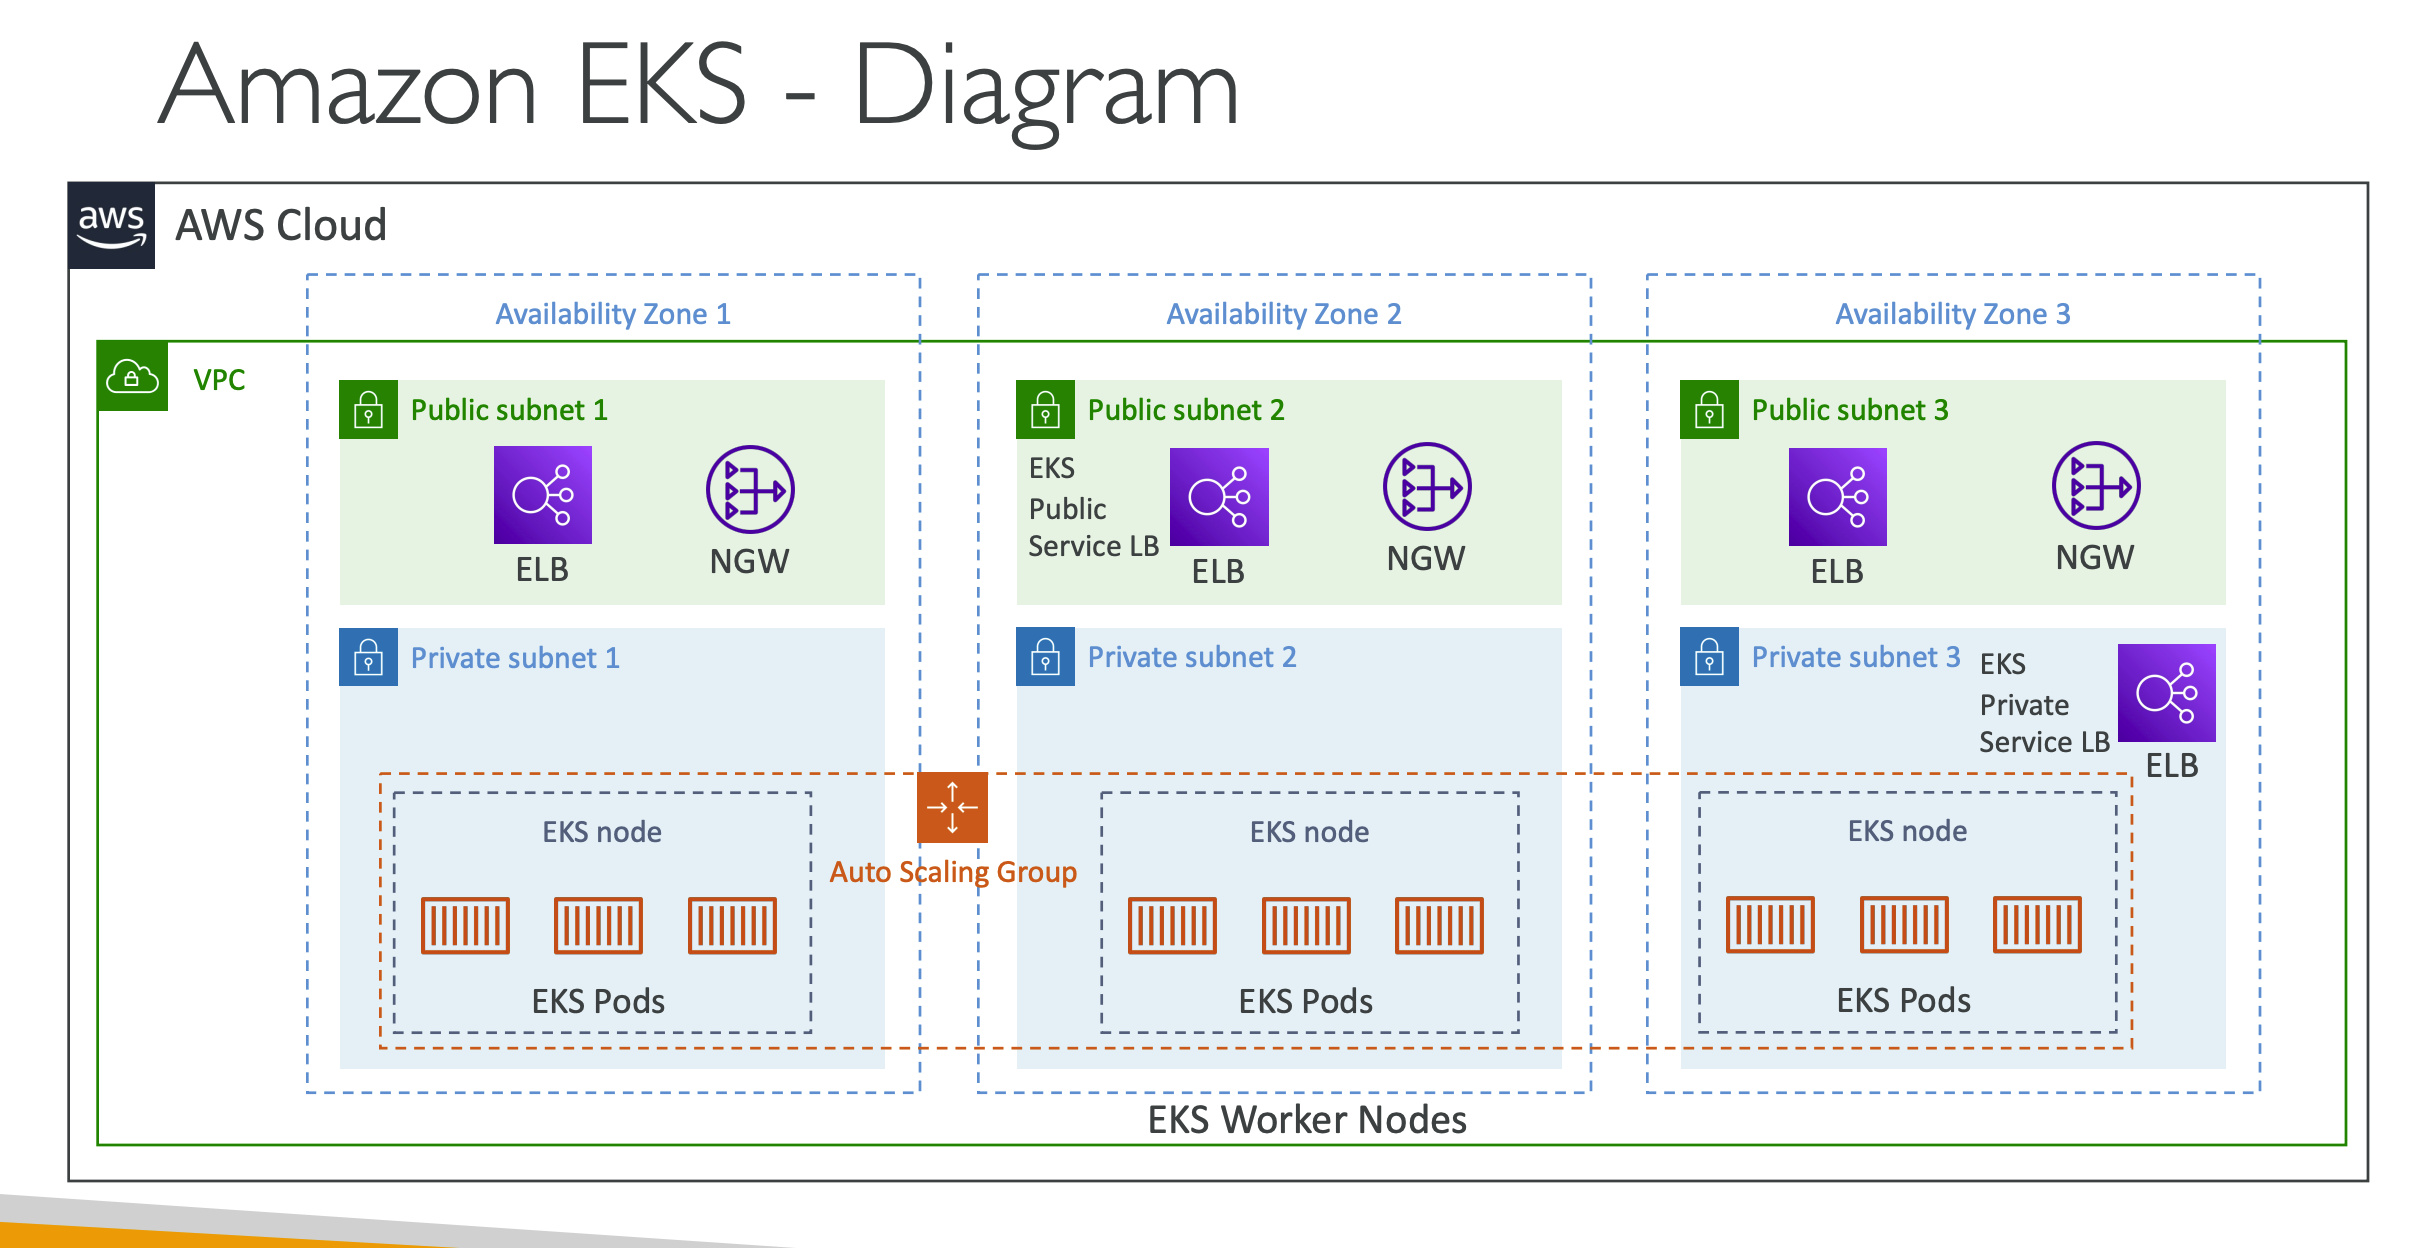 Amazon EKS - Diagram
aws
AWS Cloud
Availability Zone 1
Availability Zone 2
Availability Zone 3
VPC
Public subnet 1
ELB
NGW
Public subnet 2
EKS
Public
Service LB
ELB
NGW
Public subnet 3
ELB
NGW
Private subnet 1
Private subnet 2
Private subnet 3
EKS
Private
Service LB
ELB
Auto Scaling Group
EKS node
EKS Pods
EKS node
EKS Pods
EKS node
EKS Pods
EKS Worker Nodes